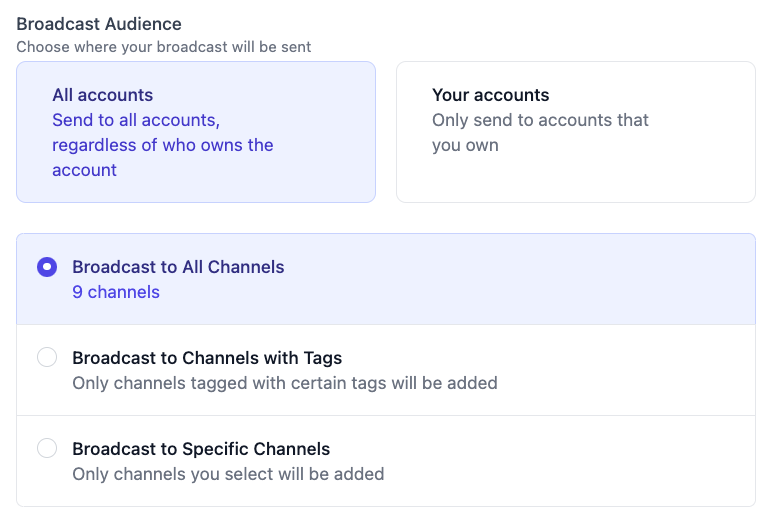 Broadcast Audience
Choose where your broadcast will be sent
All accounts
Send to all accounts,
regardless of who owns the
account
Your accounts
Only send to accounts that
you own
Broadcast to All Channels
9 channels
Broadcast to Channels with Tags
Only channels tagged with certain tags will be added
Broadcast to Specific Channels
Only channels you select will be added